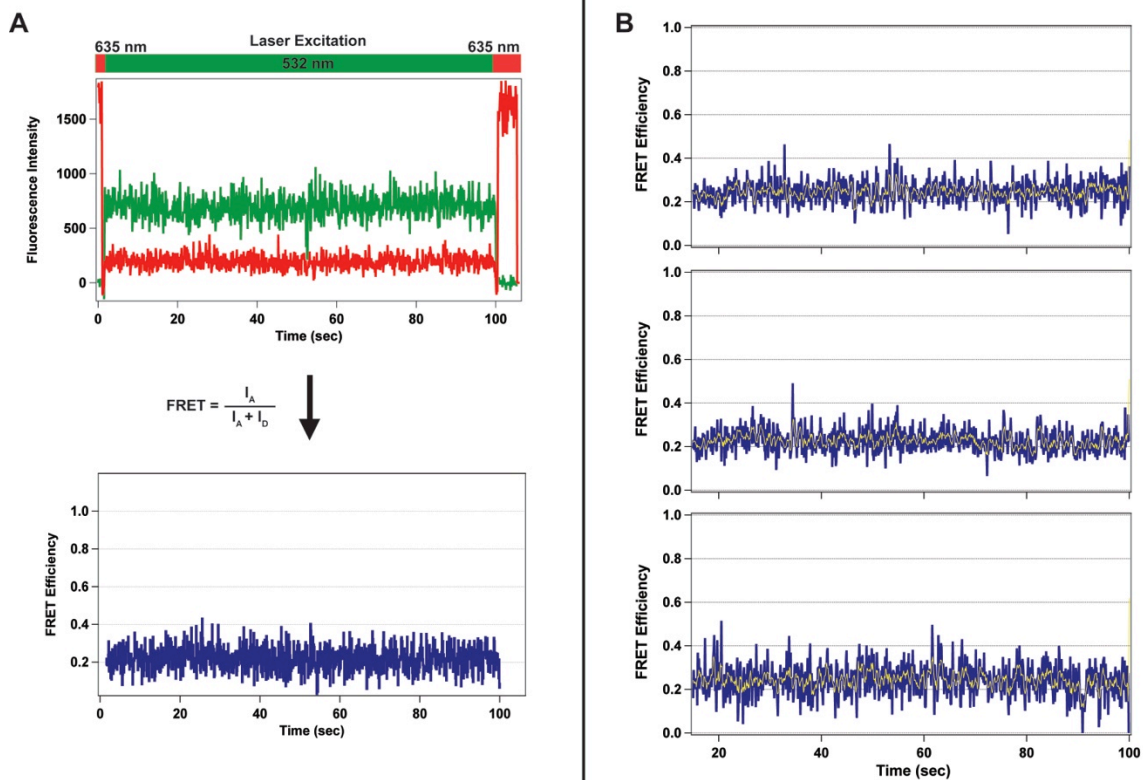 A
Laser Excitation
635 nm
635 nm
532 nm
Fluorescence Intensity
1500
1000
500
0
0
20
40
60
80
100
Time (sec)
FRET = I_A / I_A + I_D
FRET Efficiency
1.0
0.8
0.6
0.4
0.2
0
20
40
60
80
100
Time (sec)
B
FRET Efficiency
1.0
0.8
0.6
0.4
0.2
0.0
FRET Efficiency
1.0
0.8
0.6
0.4
0.2
0.0
FRET Efficiency
1.0
0.8
0.6
0.4
0.2
0.0
20
40
60
80
100
Time (sec)